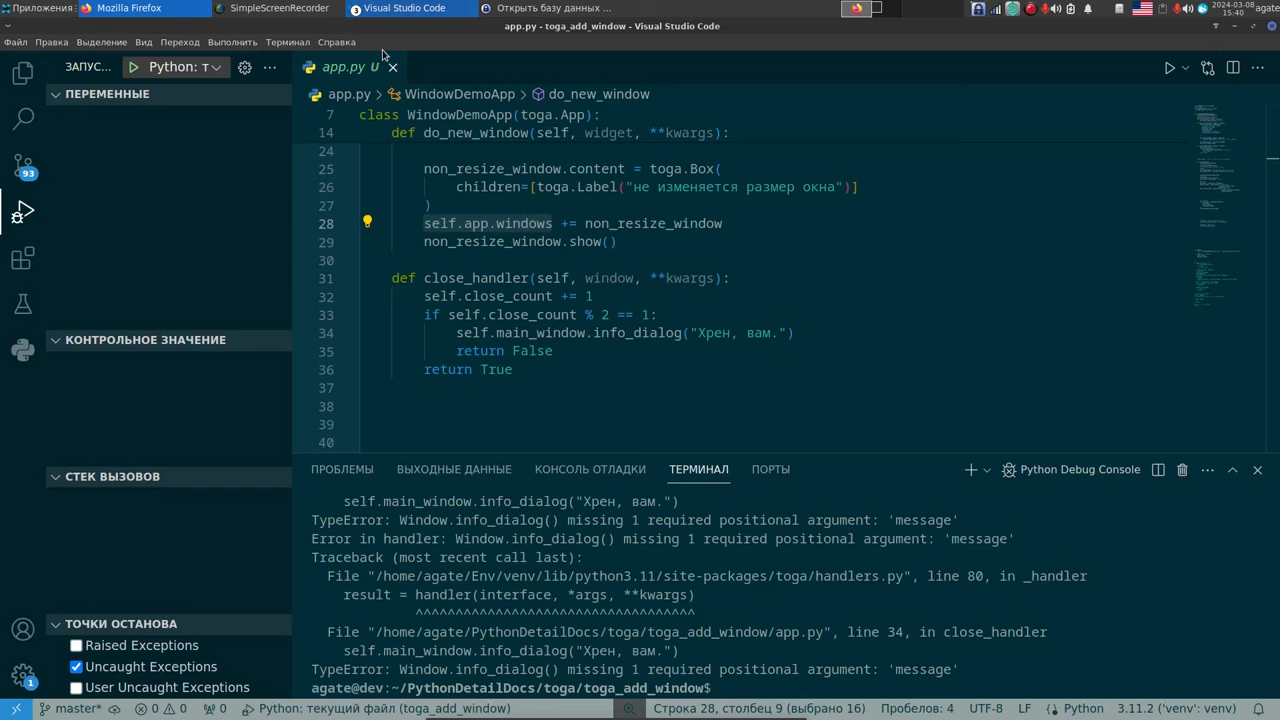 Приложения
Mozilla Firefox
SimpleScreenRecorder
3 Visual Studio Code
Открыть базу данных ...
2024-03-08
15:40
agate
app.py - toga_add_window - Visual Studio Code
Файл Правка Выделение Вид Переход Выполнить Терминал Справка
ЗАПУС... Python: т
app.py U
ПЕРЕМЕННЫЕ
app.py > WindowDemoApp > do_new_window
7 class WindowDemoApp(toga.App):
14 def do_new_window(self, widget, **kwargs):
24
25 non_resize_window.content = toga.Box(
26 children=[toga.Label("не изменяется размер окна")]
27 )
28 self.app.windows += non_resize_window
29 non_resize_window.show()
30
31 def close_handler(self, window, **kwargs):
32 self.close_count += 1
33 if self.close_count % 2 == 1:
34 self.main_window.info_dialog("Хрен, вам.")
35 return False
36 return True
37
38
39
40
93
КОНТРОЛЬНОЕ ЗНАЧЕНИЕ
СТЕК ВЫЗОВОВ
ТОЧКИ ОСТАНОВА
Raised Exceptions
Uncaught Exceptions
User Uncaught Exceptions
1
ПРОБЛЕМЫ ВЫХОДНЫЕ ДАННЫЕ КОНСОЛЬ ОТЛАДКИ ТЕРМИНАЛ ПОРТЫ
Python Debug Console
self.main_window.info_dialog("Хрен, вам.")
TypeError: Window.info_dialog() missing 1 required positional argument: 'message'
Error in handler: Window.info_dialog() missing 1 required positional argument: 'message'
Traceback (most recent call last):
File "/home/agate/Env/venv/lib/python3.11/site-packages/toga/handlers.py", line 80, in _handler
result = handler(interface, *args, **kwargs)
^^^^^^^^^^^^^^^^^^^^^^^^^^^^^^^^^^^
File "/home/agate/PythonDetailDocs/toga/toga_add_window/app.py", line 34, in close_handler
self.main_window.info_dialog("Хрен, вам.")
TypeError: Window.info_dialog() missing 1 required positional argument: 'message'
agate@dev:~/PythonDetailDocs/toga/toga_add_window$
master* 0 0 0 Python: текущий файл (toga_add_window) Строка 28, столбец 9 (выбрано 16) Пробелов: 4 UTF-8 LF Python 3.11.2 ('venv': venv)